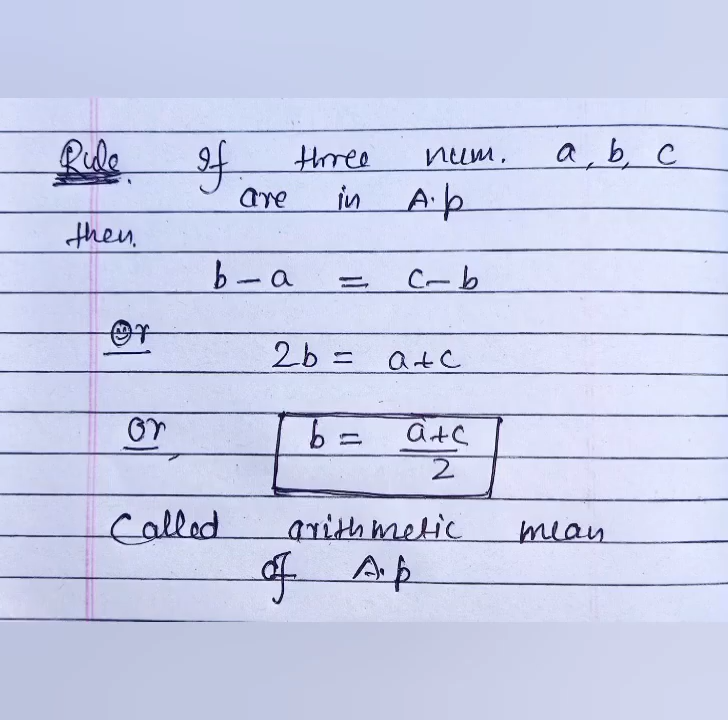 Rule. If three num. a, b, c
are in A.p
then.
b - a = c - b
Or
2b = a+c
or, b = a+c
2
Called arithmetic mean
of A.p